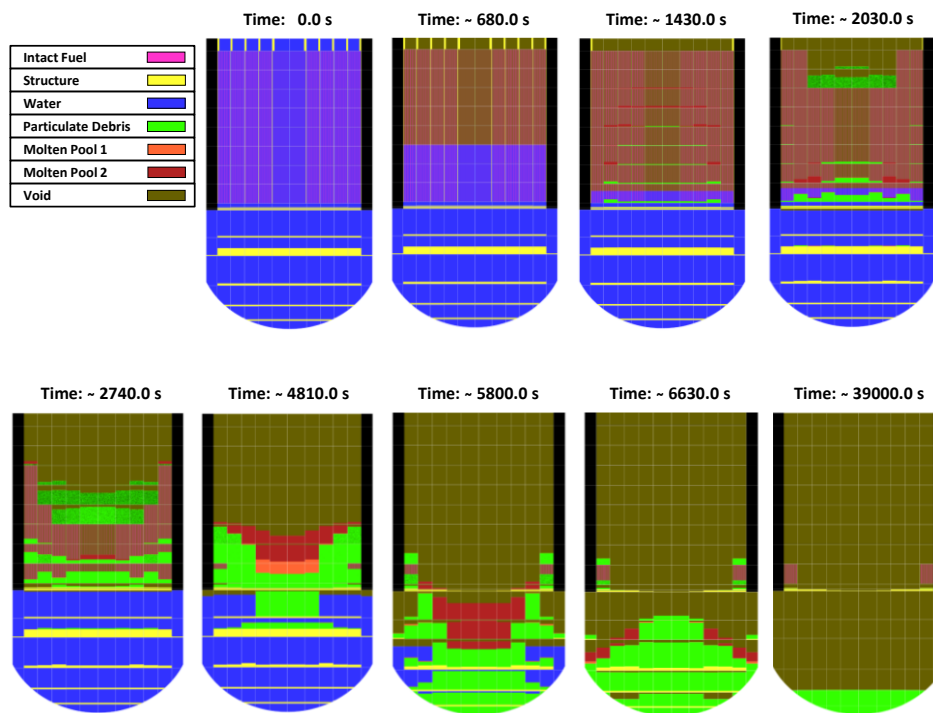 Time: 0.0 s
Time: ~ 680.0 s
Time: ~ 1430.0 s
Time: ~ 2030.0 s
Intact Fuel
Structure
Water
Particulate Debris
Molten Pool 1
Molten Pool 2
Void
Time: ~ 2740.0 s
Time: ~ 4810.0 s
Time: ~ 5800.0 s
Time: ~ 6630.0 s
Time: ~ 39000.0 s